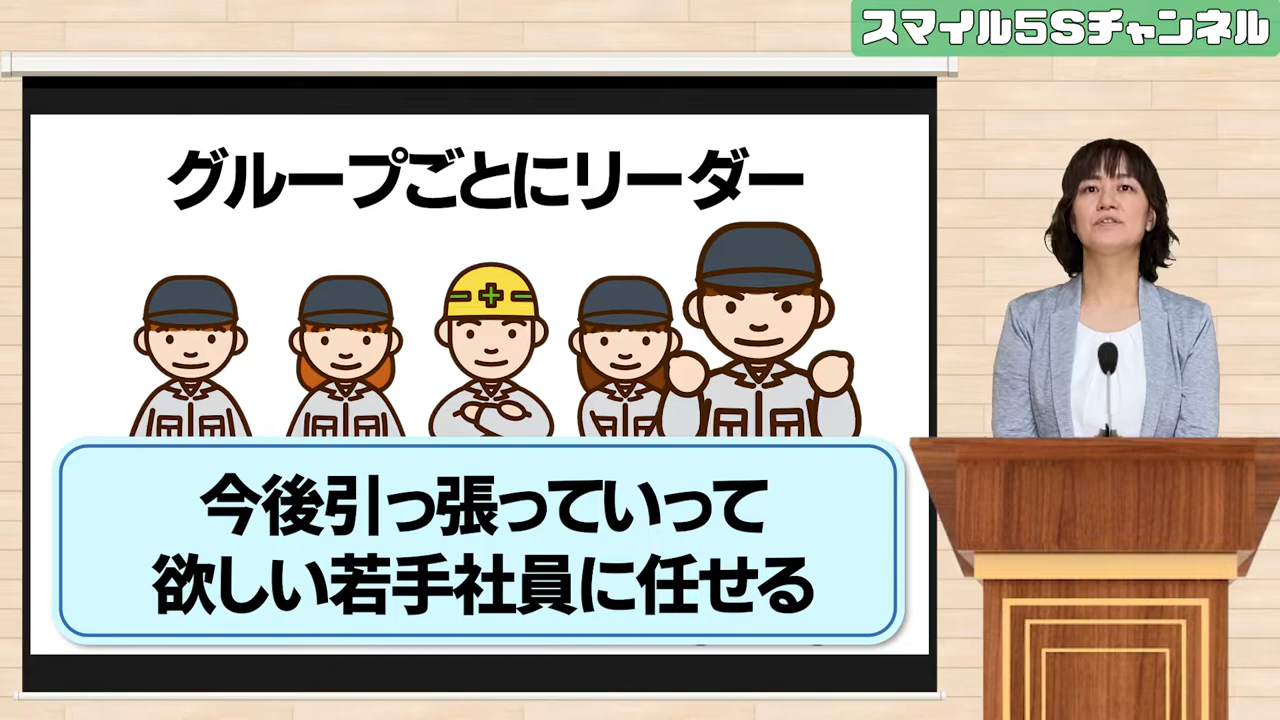 スマイル5Sチャンネル
グループごとにリーダー
今後引っ張っていって
欲しい若手社員に任せる